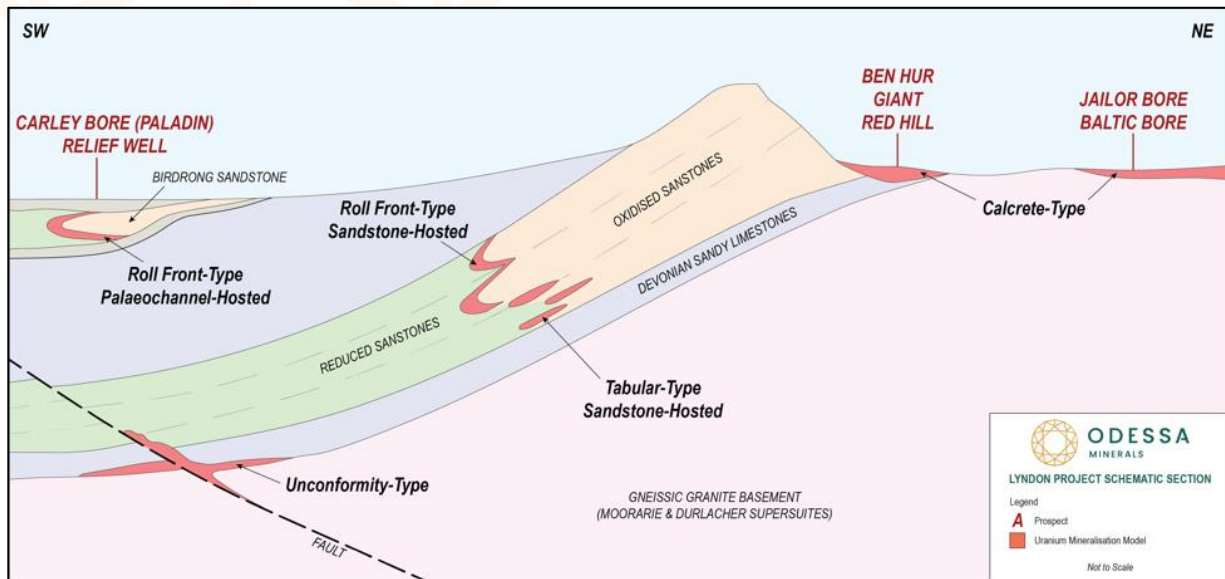 SW
NE
CARLEY BORE (PALADIN)
RELIEF WELL
BIRDRONG SANDSTONE
Roll Front-Type
Palaeochannel-Hosted
Roll Front-Type
Sandstone-Hosted
OXIDISED SANSTONES
BEN HUR
GIANT
RED HILL
JAILOR BORE
BALTIC BORE
Calcrete-Type
DEVONIAN SANDY LIMESTONES
REDUCED SANSTONES
Tabular-Type
Sandstone-Hosted
Unconformity-Type
GNEISSIC GRANITE BASEMENT
(MOORARIE & DURLACHER SUPERSUITES)
FAULT
ODESSA
MINERALS
LYNDON PROJECT SCHEMATIC SECTION
Legend
A Prospect
Uranium Mineralisation Model
Not to Scale